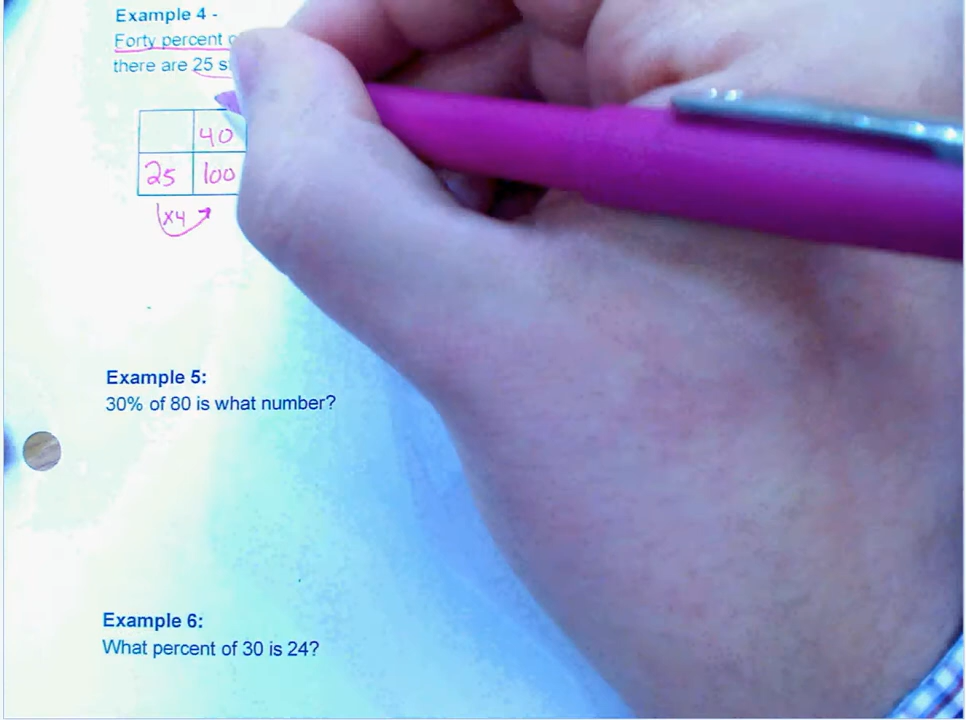 Example 4 -
Forty percent
there are 25
40
25 100
x4
Example 5:
30% of 80 is what number?
Example 6:
What percent of 30 is 24?